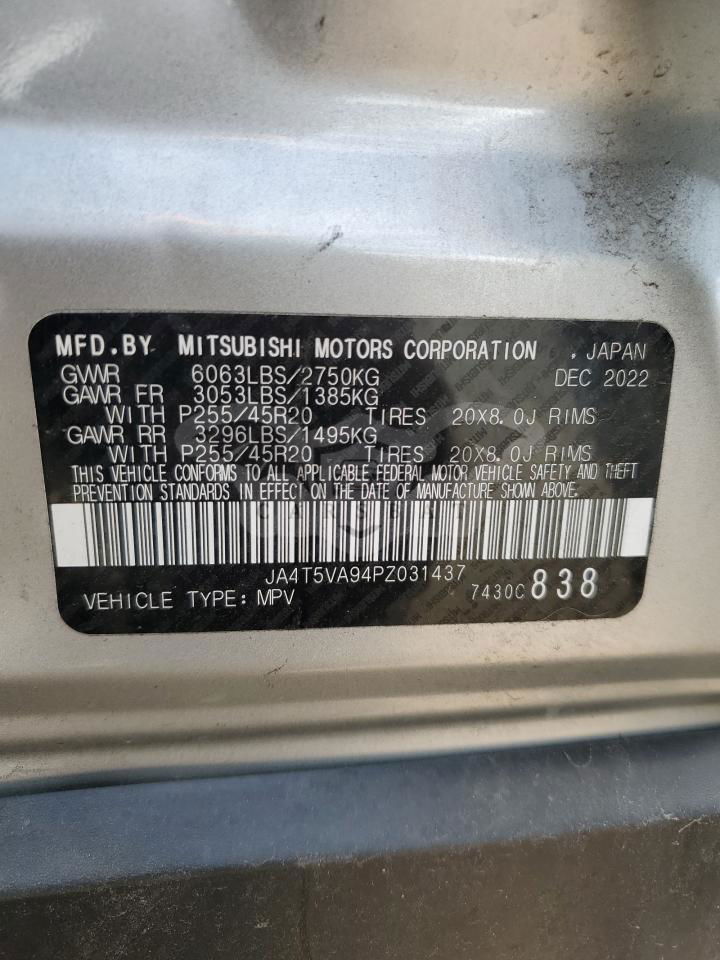 MFD.BY MITSUBISHI MOTORS CORPORATION . JAPAN
GVWR 6063LBS/2750KG DEC 2022
GAWR FR 3053LBS/1385KG
WITH P255/45R20 TIRES 20X8.0J RIMS
GAWR RR 3296LBS/1495KG
WITH P255/45R20 TIRES 20X8.0J RIMS
THIS VEHICLE CONFORMS TO ALL APPLICABLE FEDERAL MOTOR VEHICLE SAFETY AND THEFT
PREVENTION STANDARDS IN EFFECT ON THE DATE OF MANUFACTURE SHOWN ABOVE.
JA4T5VA94PZ031437
VEHICLE TYPE: MPV 7430C 838